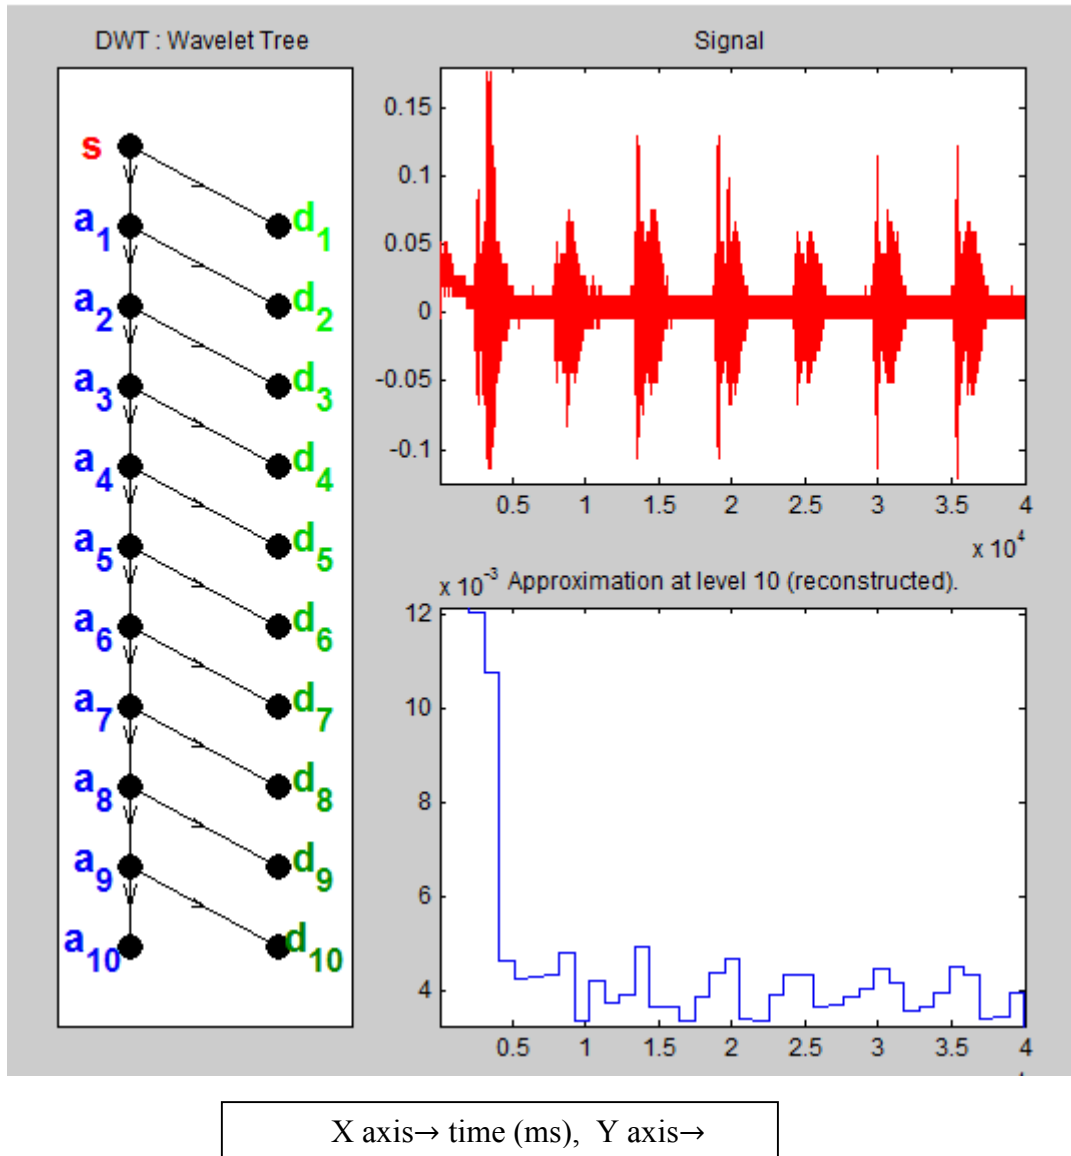 DWT : Wavelet Tree
s
a1 d1
a2 d2
a3 d3
a4 d4
a5 d5
a6 d6
a7 d7
a8 d8
a9 d9
a10 d10
Signal
0.15
0.1
0.05
0
-0.05
-0.1
0.5 1 1.5 2 2.5 3 3.5 4
x 10^4
x 10^-3 Approximation at level 10 (reconstructed).
12
10
8
6
4
0.5 1 1.5 2 2.5 3 3.5 4
X axis→ time (ms), Y axis→